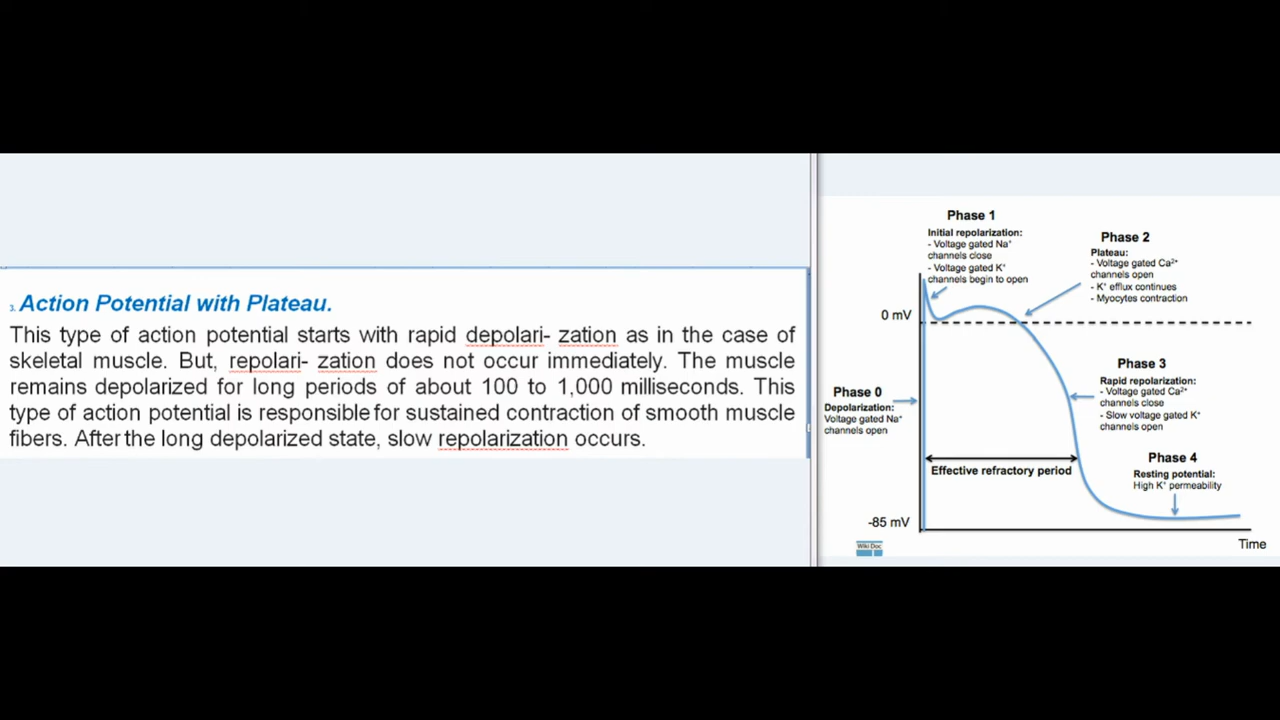 3. Action Potential with Plateau.
This type of action potential starts with rapid depolari- zation as in the case of
skeletal muscle. But, repolari- zation does not occur immediately. The muscle
remains depolarized for long periods of about 100 to 1,000 milliseconds. This
type of action potential is responsible for sustained contraction of smooth muscle
fibers. After the long depolarized state, slow repolarization occurs.
Phase 1
Initial repolarization:
- Voltage gated Na⁺
channels close
- Voltage gated K⁺
channels begin to open
Phase 2
Plateau:
- Voltage gated Ca²⁺
channels open
- K⁺ efflux continues
- Myocytes contraction
0 mV
Phase 3
Rapid repolarization:
- Voltage gated Ca²⁺
channels close
- Slow voltage gated K⁺
channels open
Phase 0
Depolarization:
Voltage gated Na⁺
channels open
Effective refractory period
Phase 4
Resting potential:
High K⁺ permeability
-85 mV
Time
Wiki Doc